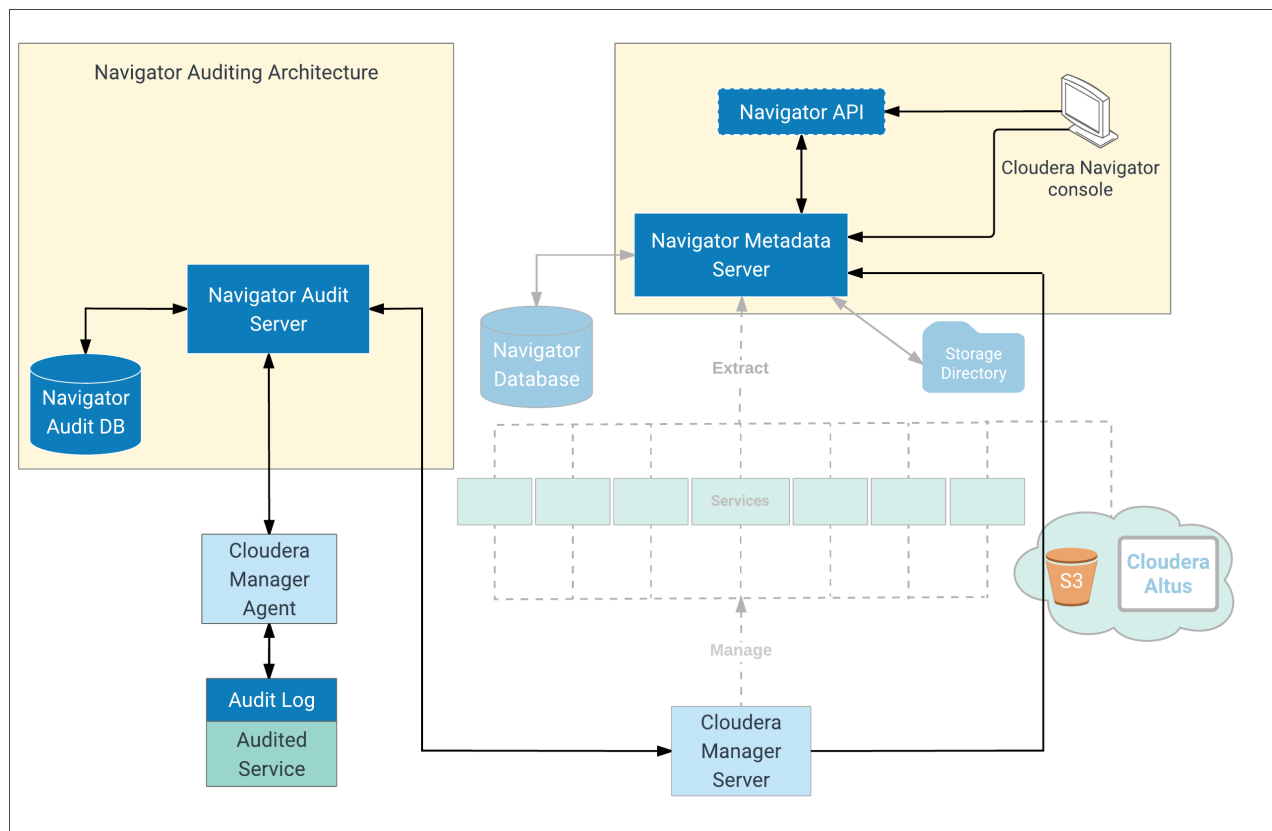 Navigator Auditing Architecture
Navigator API
Cloudera Navigator
console
Navigator Metadata
Server
Navigator Audit
Server
Navigator
Database
Storage
Directory
Extract
Navigator
Audit DB
Services
Cloudera
Manager
Agent
S3
Cloudera
Altus
Manage
Audit Log
Audited
Service
Cloudera
Manager
Server